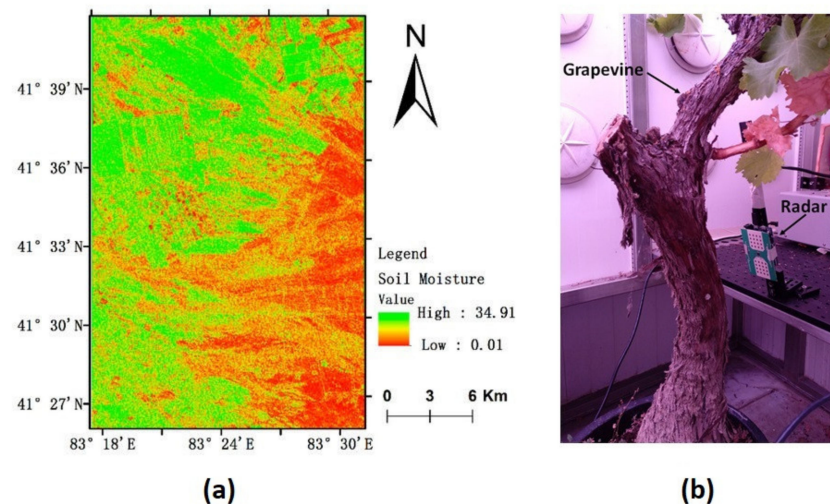 N
41° 39'N
41° 36'N
41° 33'N
41° 30'N
41° 27'N
83° 18'E
83° 24'E
83° 30'E
Legend
Soil Moisture
Value
High : 34.91
Low : 0.01
0 3 6 Km
(a)
Grapevine
Radar
(b)